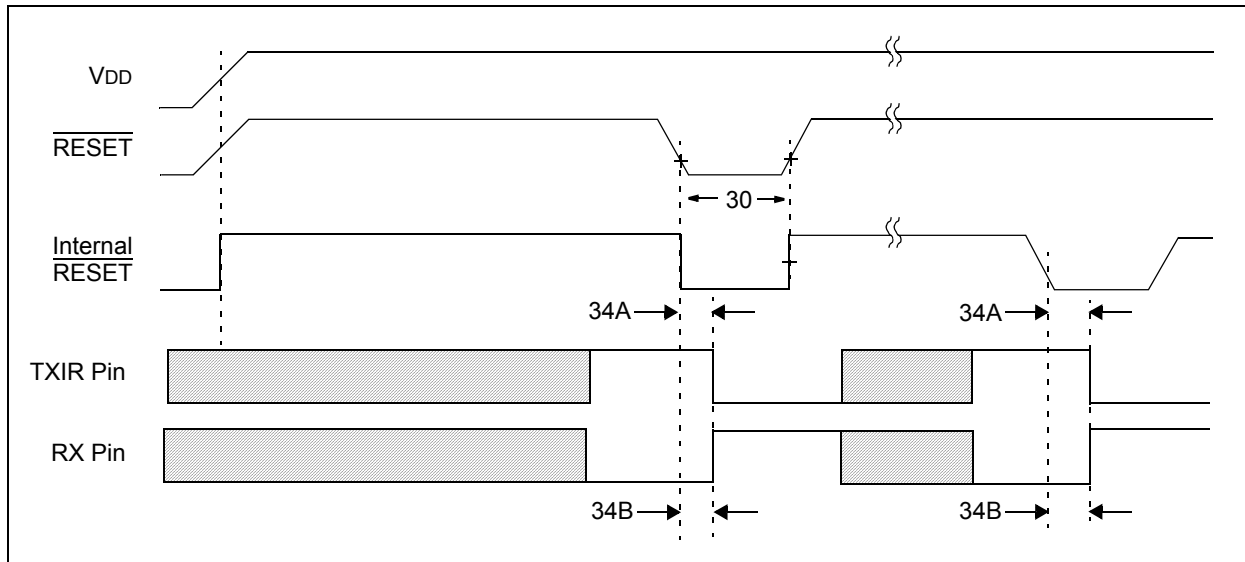 VDD
RESET
30
Internal
RESET
34A
34A
TXIR Pin
RX Pin
34B
34B